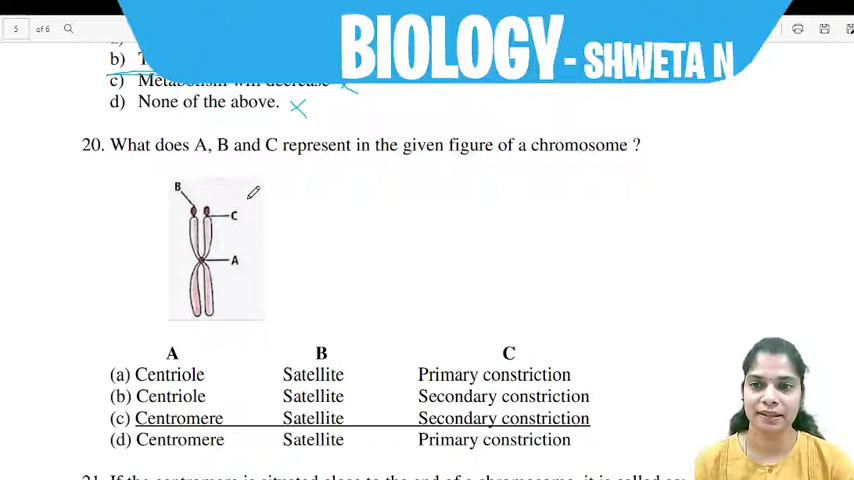 5 of 6
BIOLOGY - SHWETA N
b)
c) Metabolism will decrease
d) None of the above.
20. What does A, B and C represent in the given figure of a chromosome ?
B
C
A
A B C
(a) Centriole Satellite Primary constriction
(b) Centriole Satellite Secondary constriction
(c) Centromere Satellite Secondary constriction
(d) Centromere Satellite Primary constriction
21. If the centromere is situated close to the end of a chromosome, it is called as: